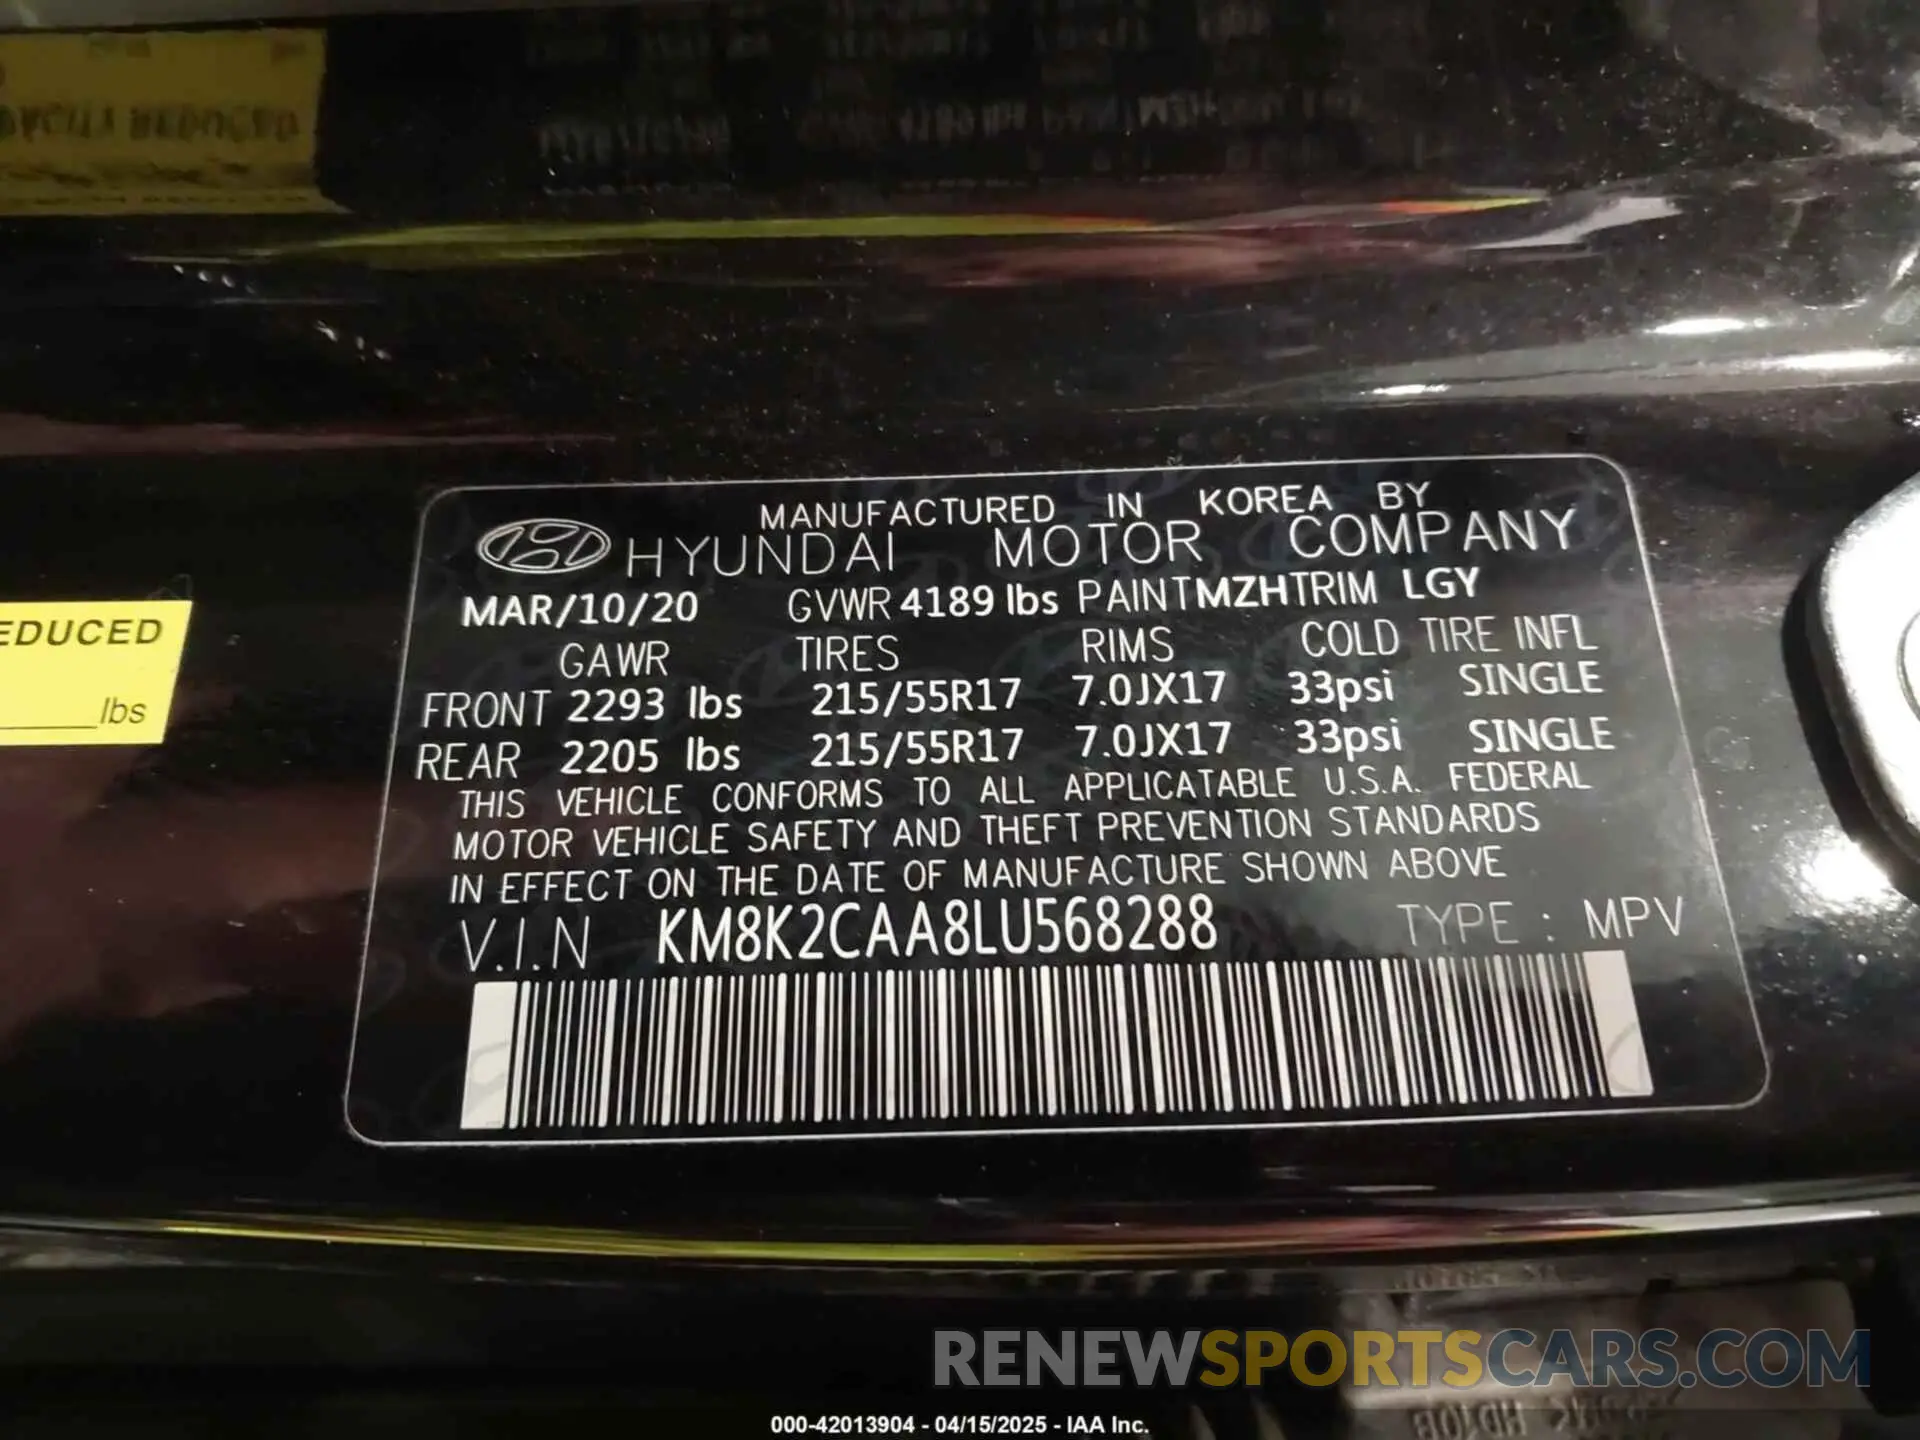 MANUFACTURED IN KOREA BY
HYUNDAI MOTOR COMPANY
MAR/10/20 GVWR 4189 lbs PAINT MZH TRIM LGY
GAWR TIRES RIMS COLD TIRE INFL
FRONT 2293 lbs 215/55R17 7.0JX17 33psi SINGLE
REAR 2205 lbs 215/55R17 7.0JX17 33psi SINGLE
THIS VEHICLE CONFORMS TO ALL APPLICATABLE U.S.A. FEDERAL
MOTOR VEHICLE SAFETY AND THEFT PREVENTION STANDARDS
IN EFFECT ON THE DATE OF MANUFACTURE SHOWN ABOVE
V.I.N KM8K2CAA8LU568288 TYPE : MPV
EDUCED
lbs
RENEWSPORTSCARS.COM
000-42013904 - 04/15/2025 - IAA Inc.